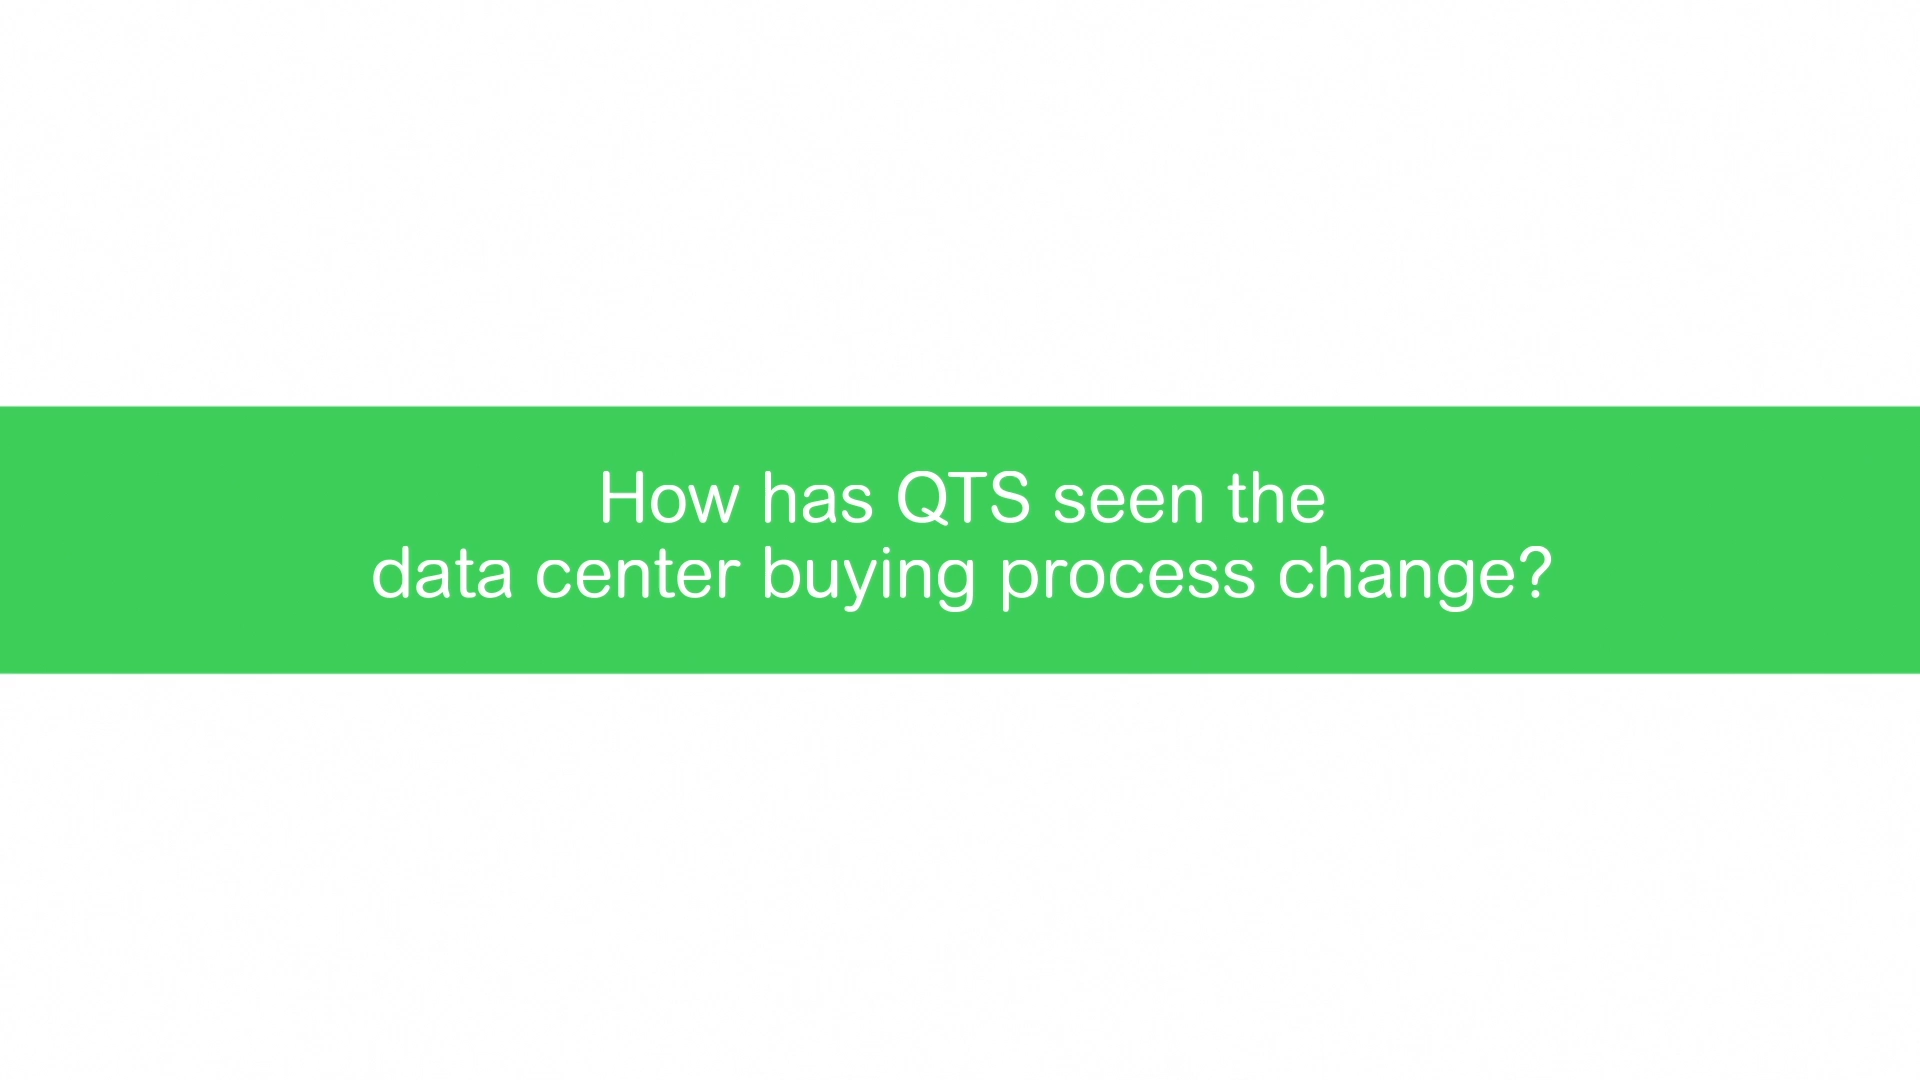 How has QTS seen the
data center buying process change?